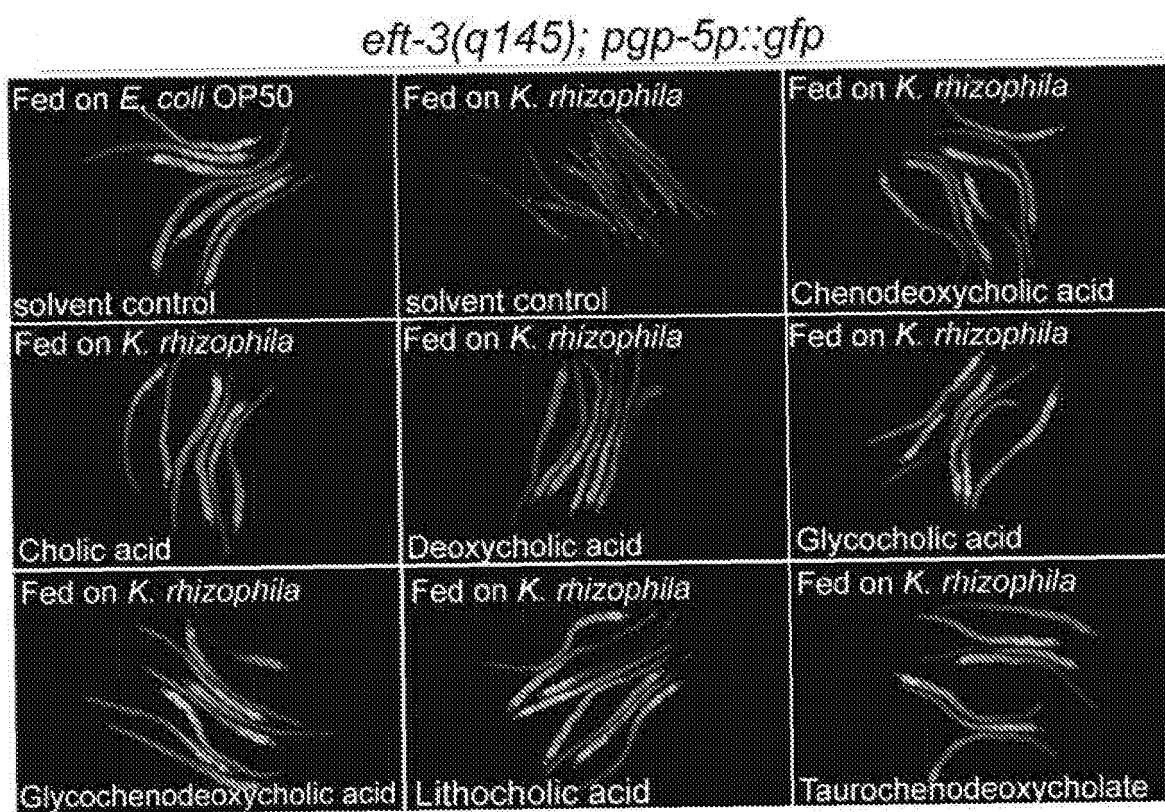 eft-3(q145); pgp-5p::gfp
Fed on E. coli OP50
solvent control
Fed on K. rhizophila
solvent control
Fed on K. rhizophila
Chenodeoxycholic acid
Fed on K. rhizophila
Cholic acid
Fed on K. rhizophila
Deoxycholic acid
Fed on K. rhizophila
Glycocholic acid
Fed on K. rhizophila
Glycochenodeoxycholic acid
Fed on K. rhizophila
Lithocholic acid
Fed on K. rhizophila
Taurochenodeoxycholate